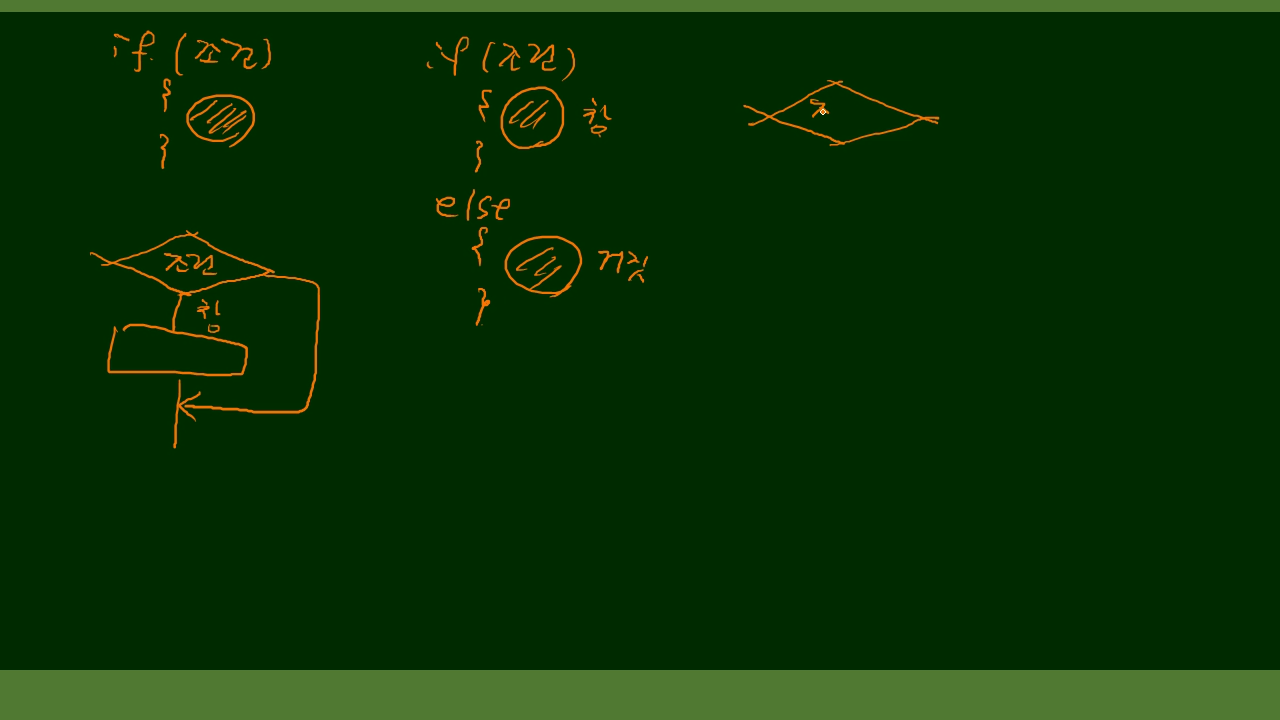 if (조건)
{
}
조건
참
if (조건)
{ 참
}
else
{ 거짓
}